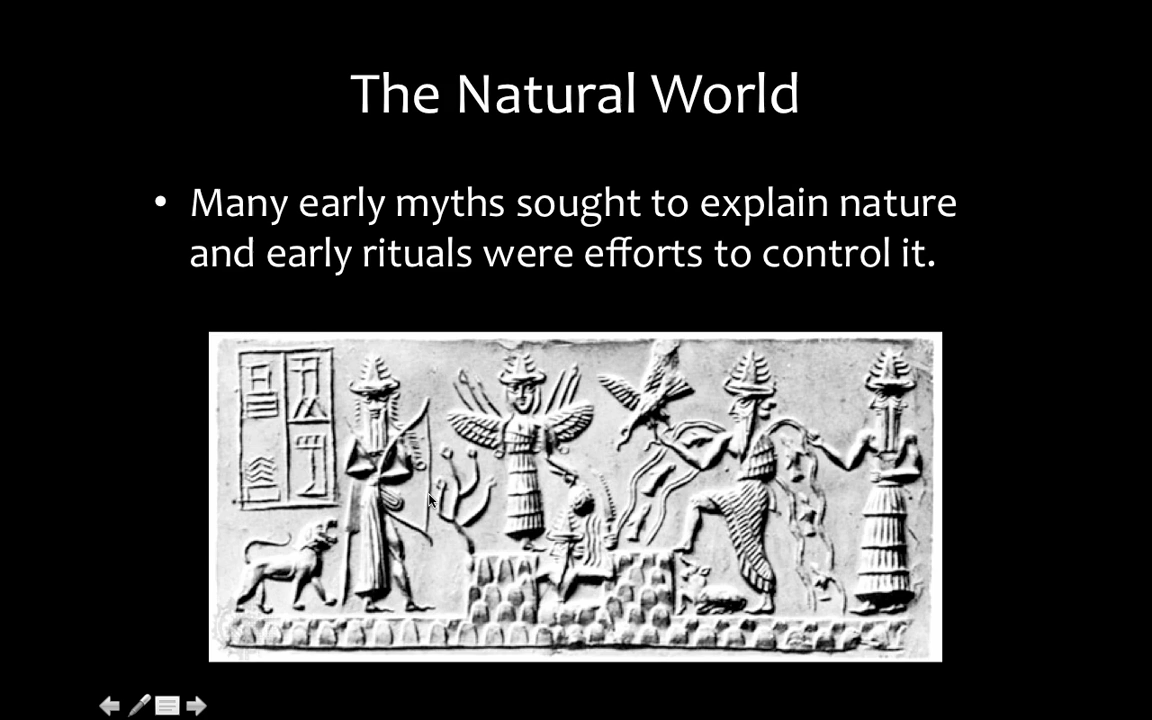 The Natural World
• Many early myths sought to explain nature
and early rituals were efforts to control it.